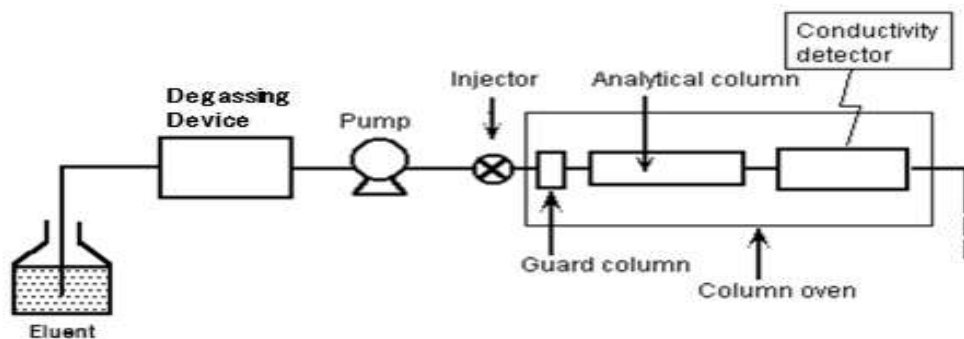 Conductivity
detector
Injector
Analytical column
Degassing
Device
Pump
Guard column
Column oven
Eluent